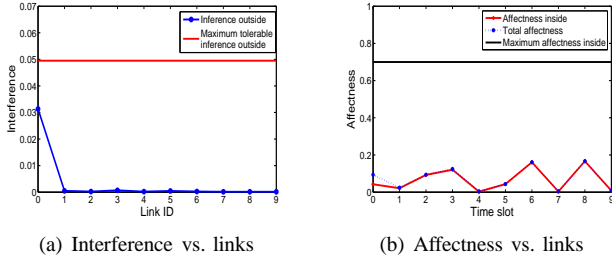 0.07
0.06
0.05
0.04
0.03
0.02
0.01
0
0 1 2 3 4 5 6 7 8 9
Interference
Link ID
Inference outside
Maximum tolerable
inference outside
(a) Interference vs. links
1
0.8
0.6
0.4
0.2
0
0 1 2 3 4 5 6 7 8 9
Affectness
Time slot
Affectness inside
Total affectness
Maximum affectness inside
(b) Affectness vs. links